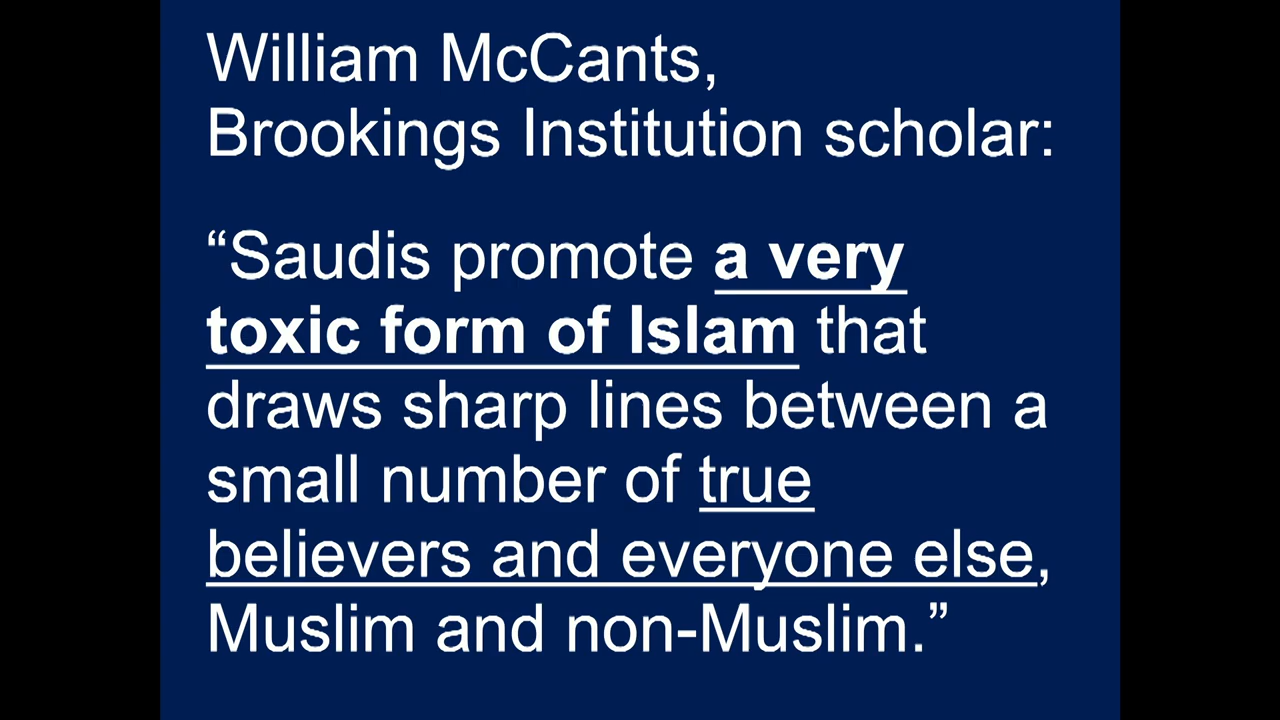 William McCants,
Brookings Institution scholar:
“Saudis promote a very
toxic form of Islam that
draws sharp lines between a
small number of true
believers and everyone else,
Muslim and non-Muslim.”